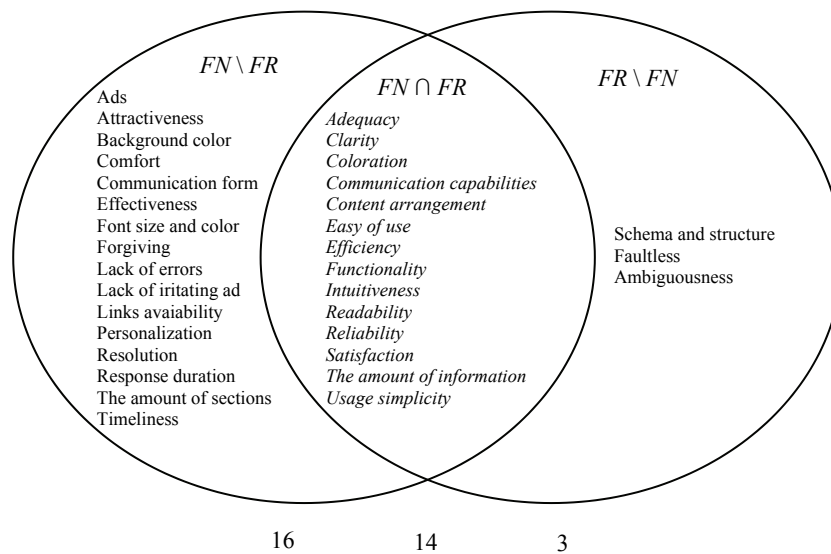 FN \ FR
Ads
Attractiveness
Background color
Comfort
Communication form
Effectiveness
Font size and color
Forgiving
Lack of errors
Lack of iritating ad
Links avaiability
Personalization
Resolution
Response duration
The amount of sections
Timeliness
FN ∩ FR
Adequacy
Clarity
Coloration
Communication capabilities
Content arrangement
Easy of use
Efficiency
Functionality
Intuitiveness
Readability
Reliability
Satisfaction
The amount of information
Usage simplicity
FR \ FN
Schema and structure
Faultless
Ambiguousness
16 14 3